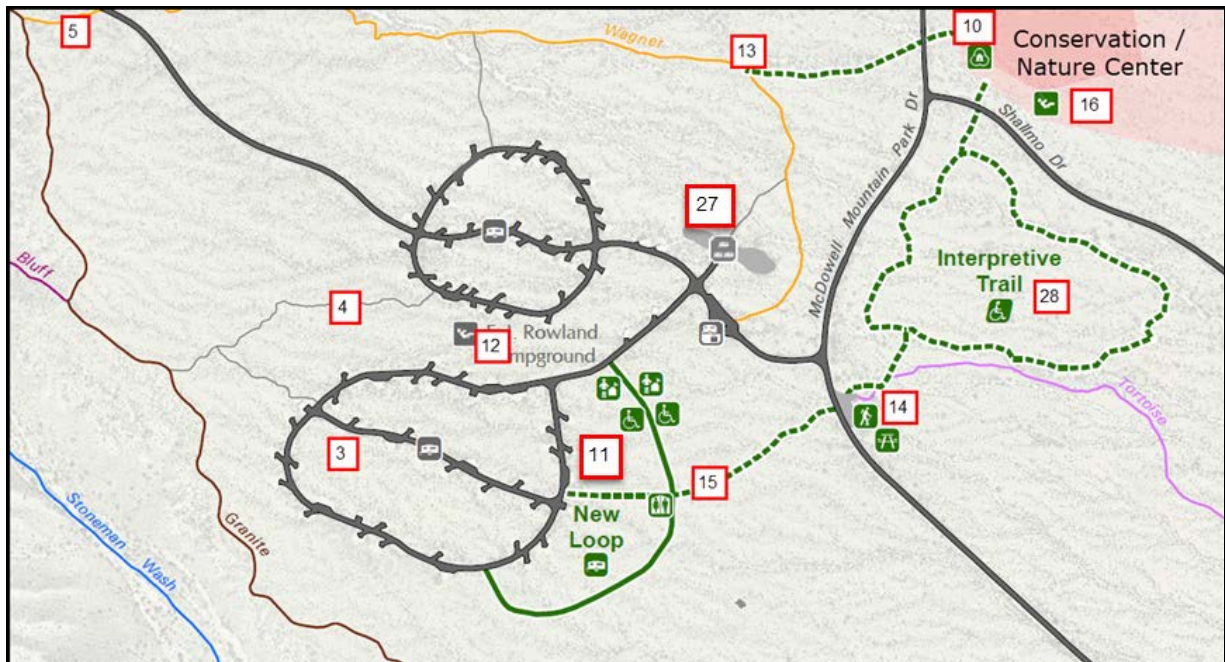 5
Wagner
13
10
Conservation /
Nature Center
16
Shallmo Dr
McDowell Mountain Park Dr
27
Interpretive
Trail
28
Bluff
4
12
Rowland
14
Tortoise
3
11
15
New
Loop
Granite
Stoneman
Wash